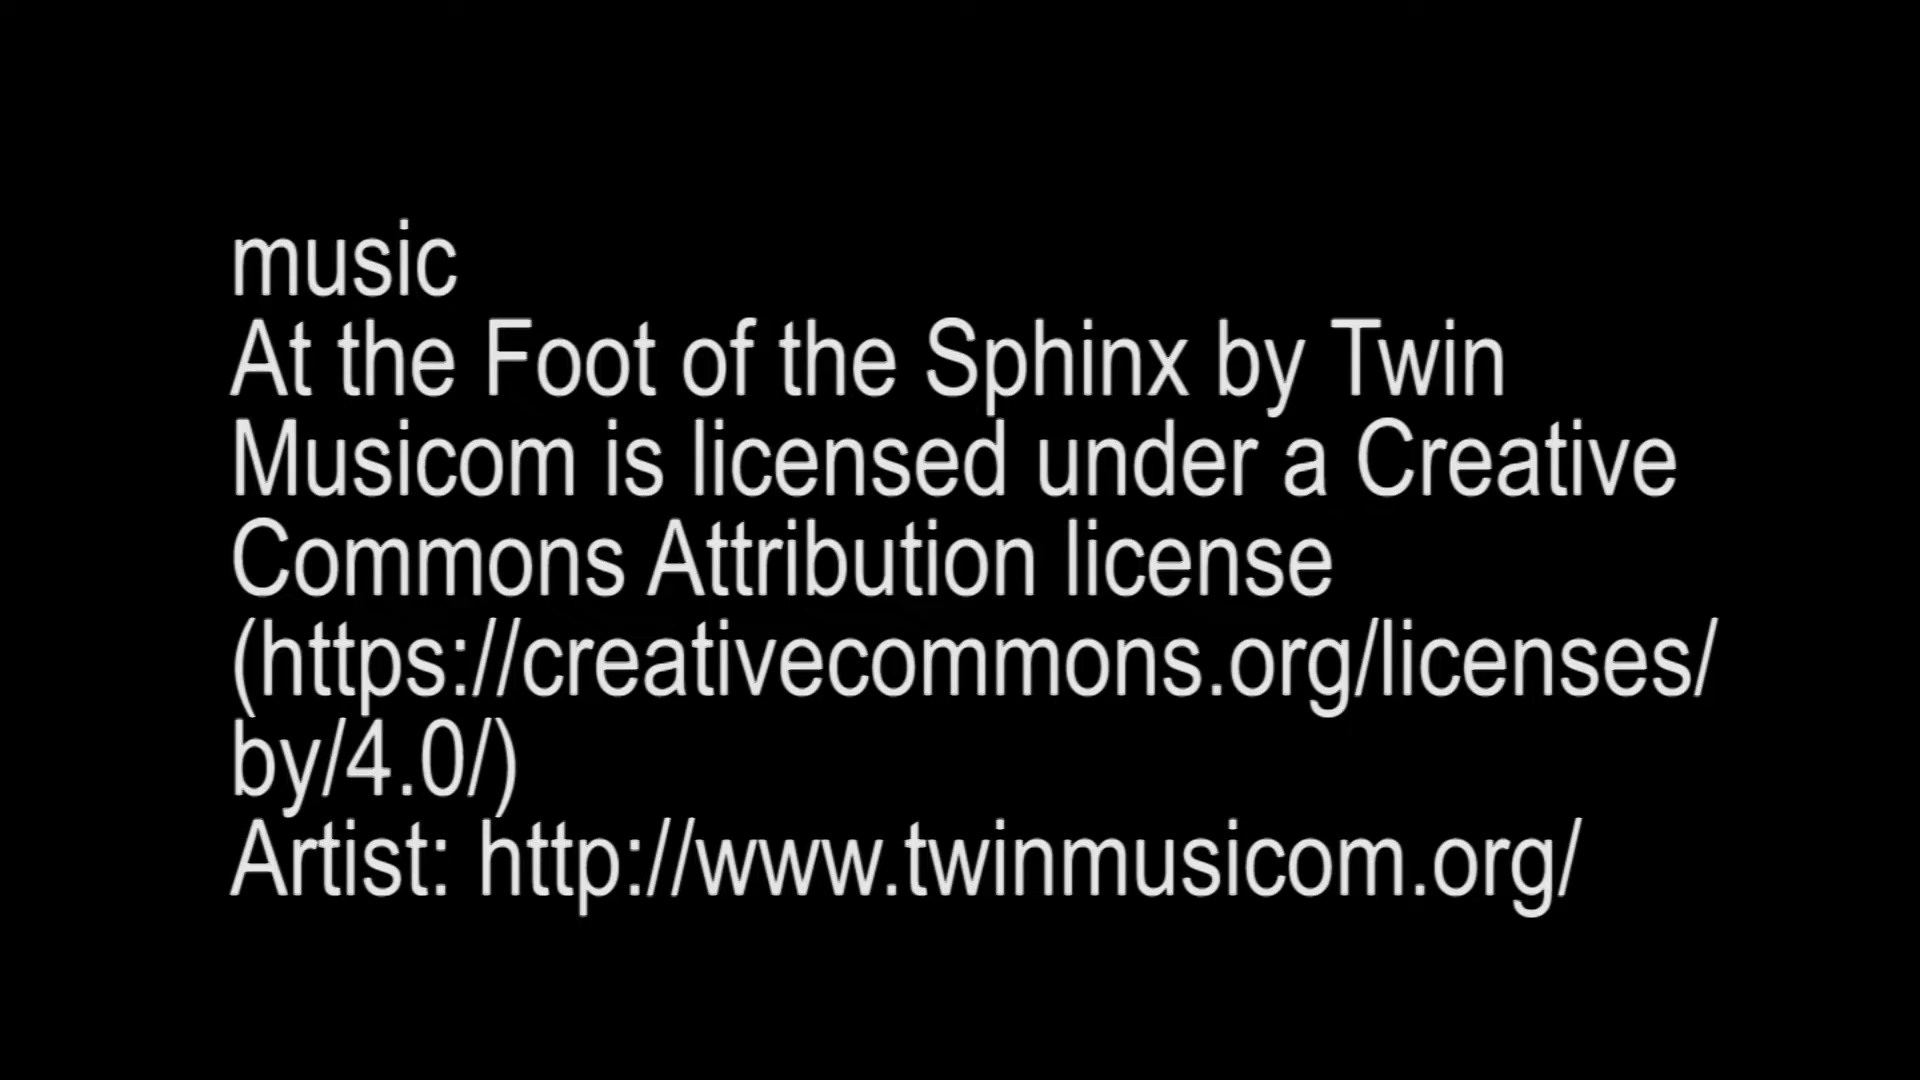 music
At the Foot of the Sphinx by Twin
Musicom is licensed under a Creative
Commons Attribution license
(https://creativecommons.org/licenses/
by/4.0/)
Artist: http://www.twinmusicom.org/